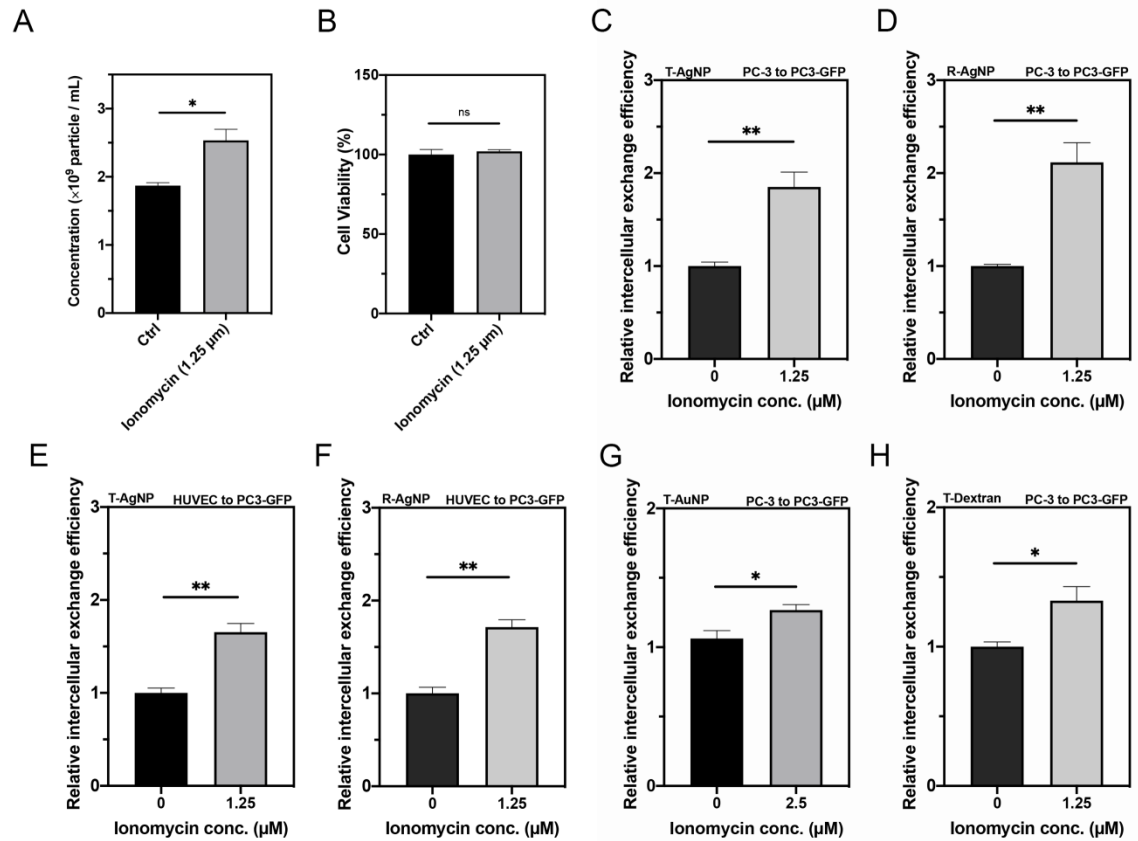 A
Concentration (×10⁹ particle / mL)
3
2
1
0
*
Ctrl
Ionomycin (1.25 μm)
B
Cell Viability (%)
150
100
50
0
ns
Ctrl
Ionomycin (1.25 μm)
C
T-AgNP PC-3 to PC3-GFP
Relative intercellular exchange efficiency
3
2
1
0
**
0 1.25
Ionomycin conc. (μM)
D
R-AgNP PC-3 to PC3-GFP
Relative intercellular exchange efficiency
3
2
1
0
**
0 1.25
Ionomycin conc. (μM)
E
T-AgNP HUVEC to PC3-GFP
Relative intercellular exchange efficiency
3
2
1
0
**
0 1.25
Ionomycin conc. (μM)
F
R-AgNP HUVEC to PC3-GFP
Relative intercellular exchange efficiency
3
2
1
0
**
0 1.25
Ionomycin conc. (μM)
G
T-AuNP PC-3 to PC3-GFP
Relative intercellular exchange efficiency
2
1
0
*
0 2.5
Ionomycin conc. (μM)
H
T-Dextran PC-3 to PC3-GFP
Relative intercellular exchange efficiency
2
1
0
*
0 1.25
Ionomycin conc. (μM)